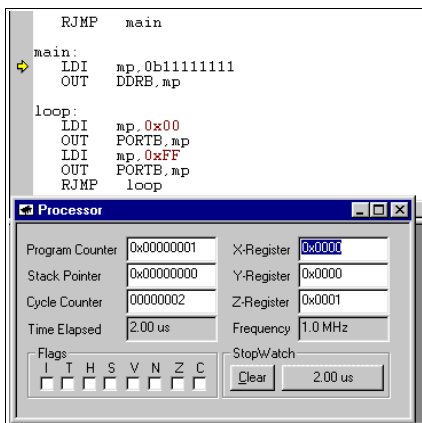 RJMP main
main:
LDI mp,0b11111111
OUT DDRB,mp
loop:
LDI mp,0x00
OUT PORTB,mp
LDI mp,0xFF
OUT PORTB,mp
RJMP loop
Processor
Program Counter 0x00000001 X-Register 0x0000
Stack Pointer 0x00000000 Y-Register 0x0000
Cycle Counter 00000002 Z-Register 0x0001
Time Elapsed 2.00 us Frequency 1.0 MHz
Flags StopWatch
I T H S V N Z C
Clear 2.00 us